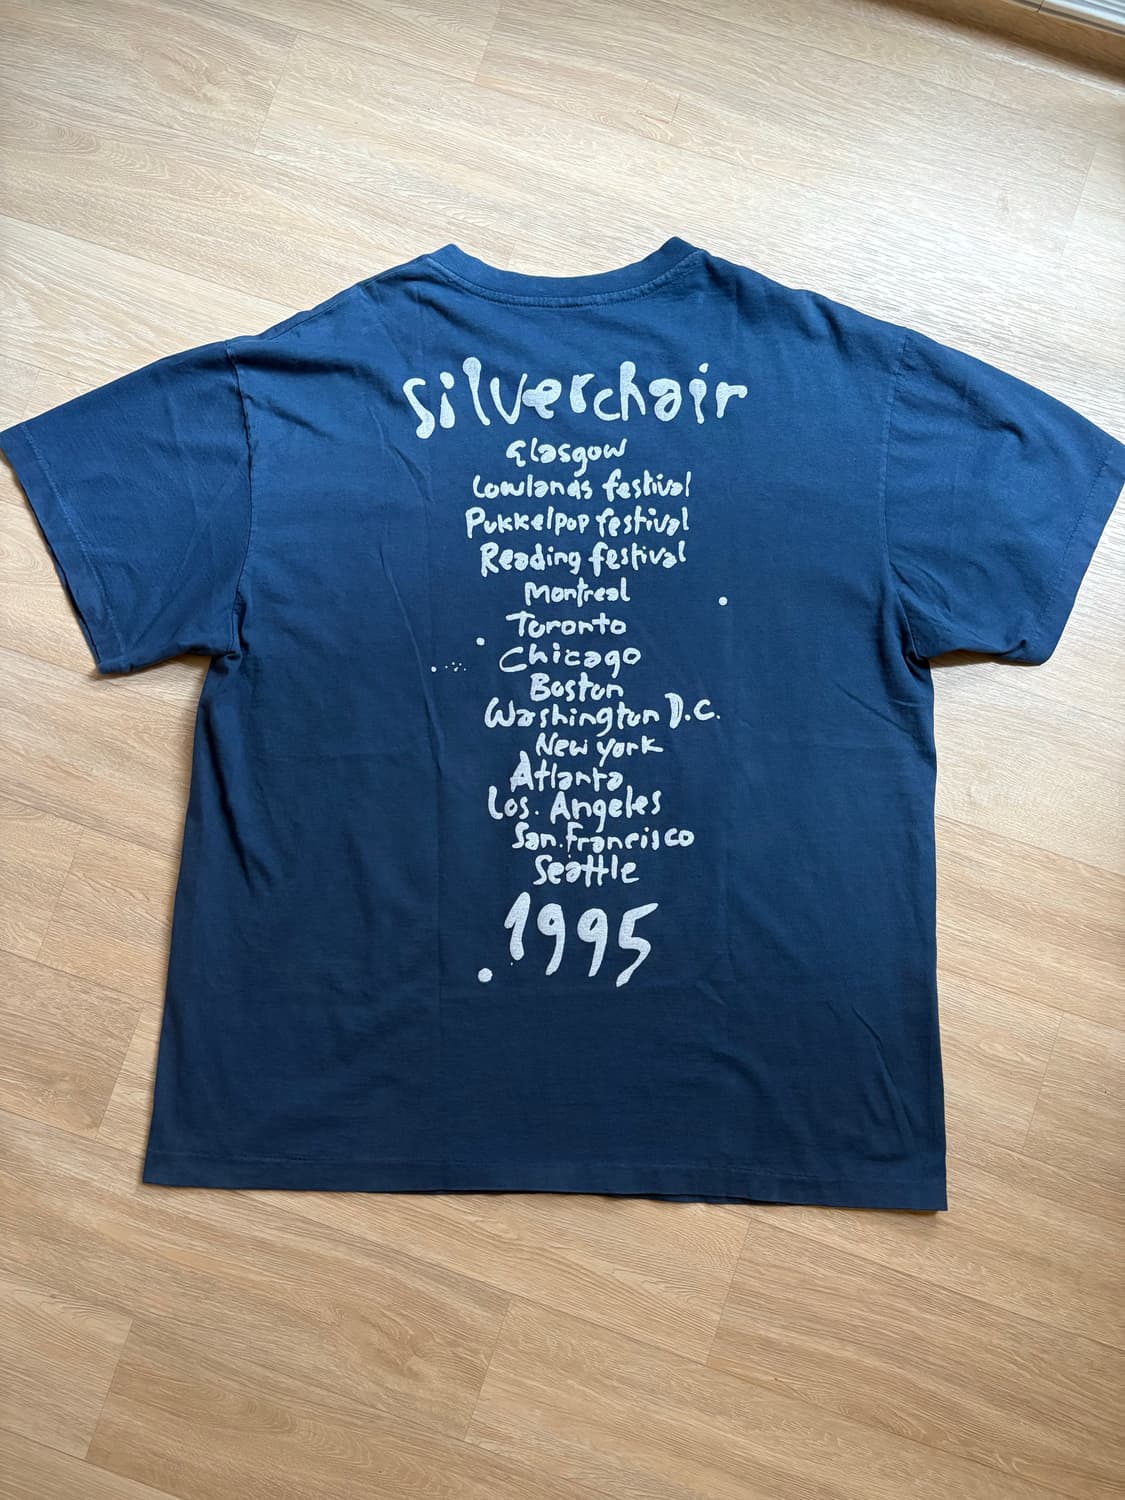 silverchair
Glasgow
Lowlands festival
Pukkelpop festival
Reading festival
Montreal
Toronto
Chicago
Boston
Washington D.C.
New york
Atlanta
Los. Angeles
San.Francisco
Seattle
1995